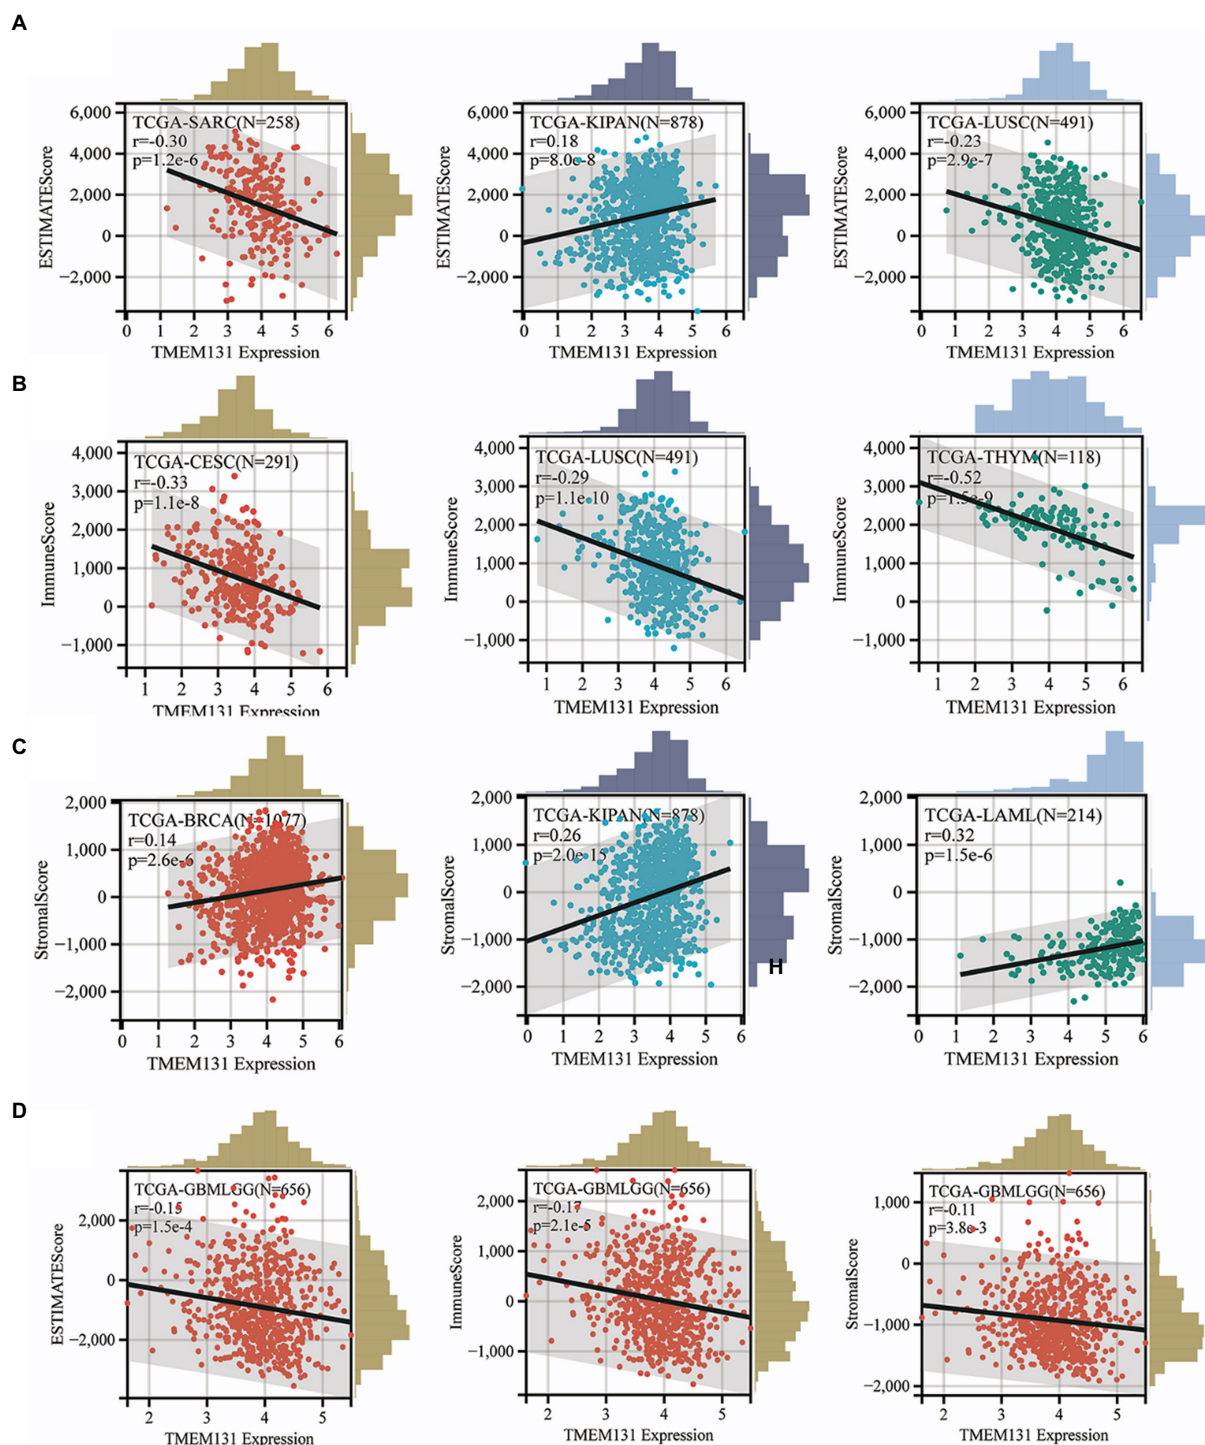 A
TCGA-SARC(N=258)
r=-0.30
p=1.2e-6
6,000
4,000
2,000
0
−2,000
ESTIMATEScore
0 1 2 3 4 5 6
TMEM131 Expression
TCGA-KIPAN(N=878)
r=0.18
p=8.0e-8
6,000
4,000
2,000
0
−2,000
ESTIMATEScore
0 1 2 3 4 5 6
TMEM131 Expression
TCGA-LUSC(N=491)
r=-0.23
p=2.9e-7
6,000
4,000
2,000
0
−2,000
ESTIMATEScore
0 1 2 3 4 5 6
TMEM131 Expression
B
TCGA-CESC(N=291)
r=-0.33
p=1.1e-8
4,000
3,000
2,000
1,000
0
−1,000
ImmuneScore
1 2 3 4 5 6
TMEM131 Expression
TCGA-LUSC(N=491)
r=-0.29
p=1.1e-10
4,000
3,000
2,000
1,000
0
−1,000
ImmuneScore
1 2 3 4 5 6
TMEM131 Expression
TCGA-THYM(N=118)
r=-0.52
p=1.5e-9
4,000
3,000
2,000
1,000
0
−1,000
ImmuneScore
1 2 3 4 5 6
TMEM131 Expression
C
TCGA-BRCA(N=1077)
r=0.14
p=2.6e-6
2,000
1,000
0
−1,000
−2,000
StromalScore
0 1 2 3 4 5 6
TMEM131 Expression
TCGA-KIPAN(N=878)
r=0.26
p=2.0e-15
2,000
1,000
0
−1,000
−2,000
StromalScore
0 1 2 3 4 5 6
TMEM131 Expression
H
TCGA-LAML(N=214)
r=0.32
p=1.5e-6
2,000
1,000
0
−1,000
−2,000
StromalScore
0 1 2 3 4 5 6
TMEM131 Expression
D
TCGA-GBMLGG(N=656)
r=-0.15
p=1.5e-4
2,000
0
−2,000
ESTIMATEScore
2 3 4 5
TMEM131 Expression
TCGA-GBMLGG(N=656)
r=-0.17
p=2.1e-5
2,000
1,000
0
−1,000
ImmuneScore
2 3 4 5
TMEM131 Expression
TCGA-GBMLGG(N=656)
r=-0.11
p=3.8e-3
1,000
0
−1,000
−2,000
StromalScore
2 3 4 5
TMEM131 Expression